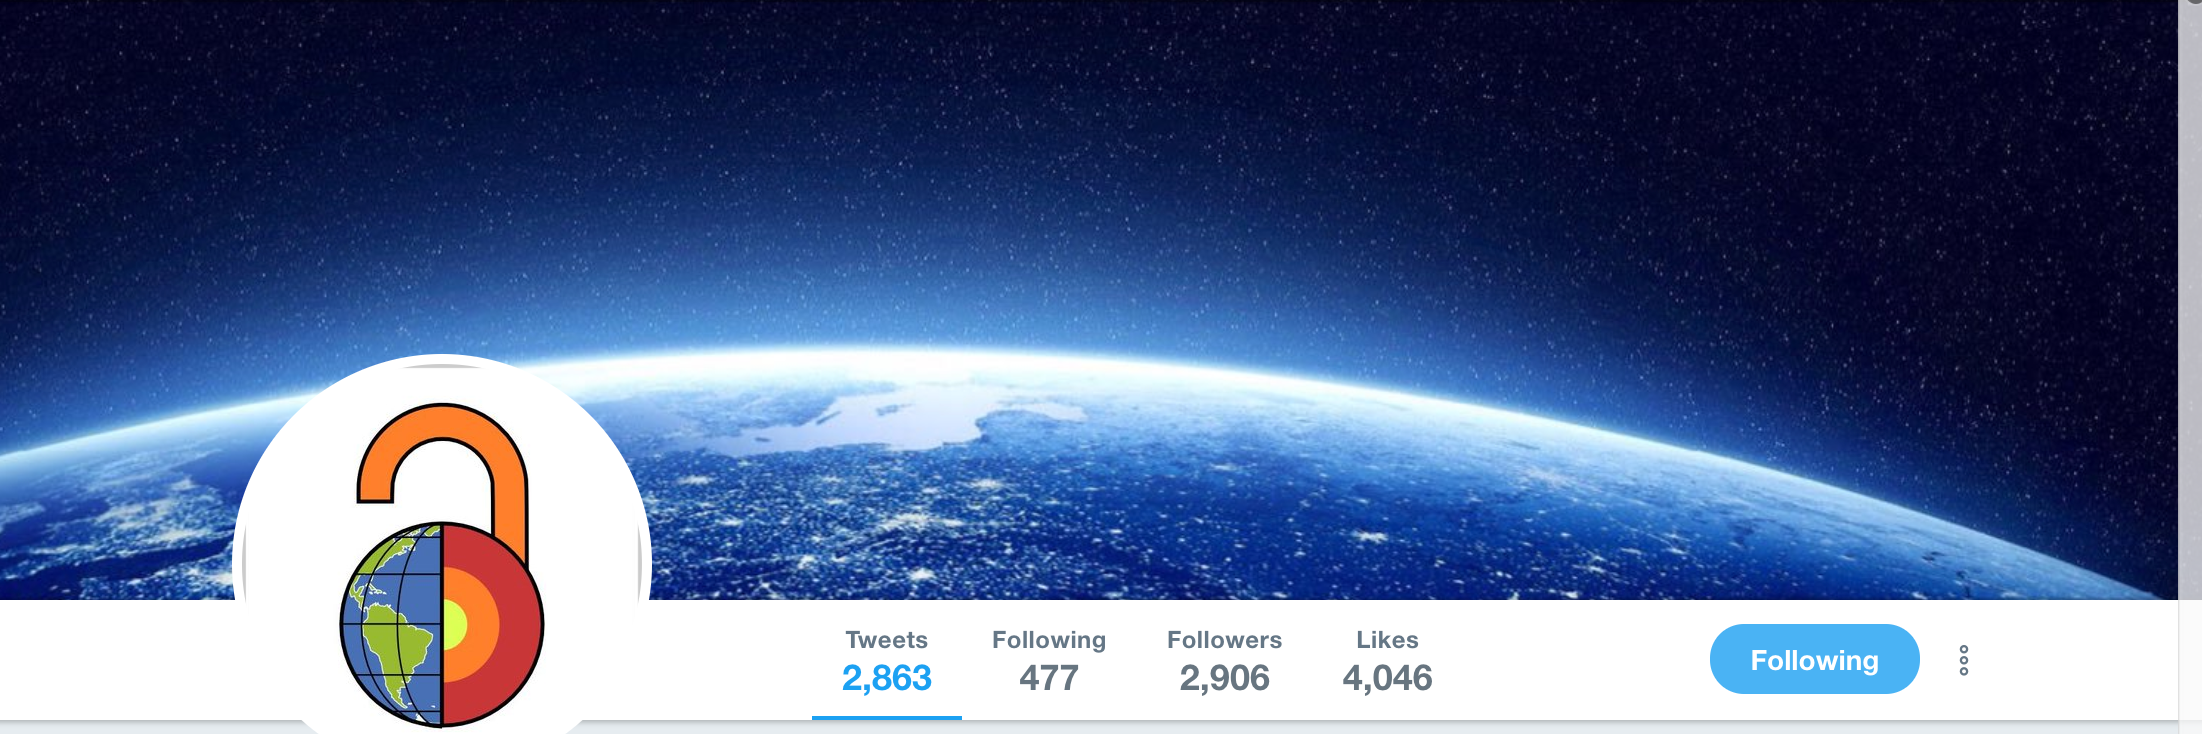 Tweets Following Followers Likes
2,863 477 2,906 4,046
Following